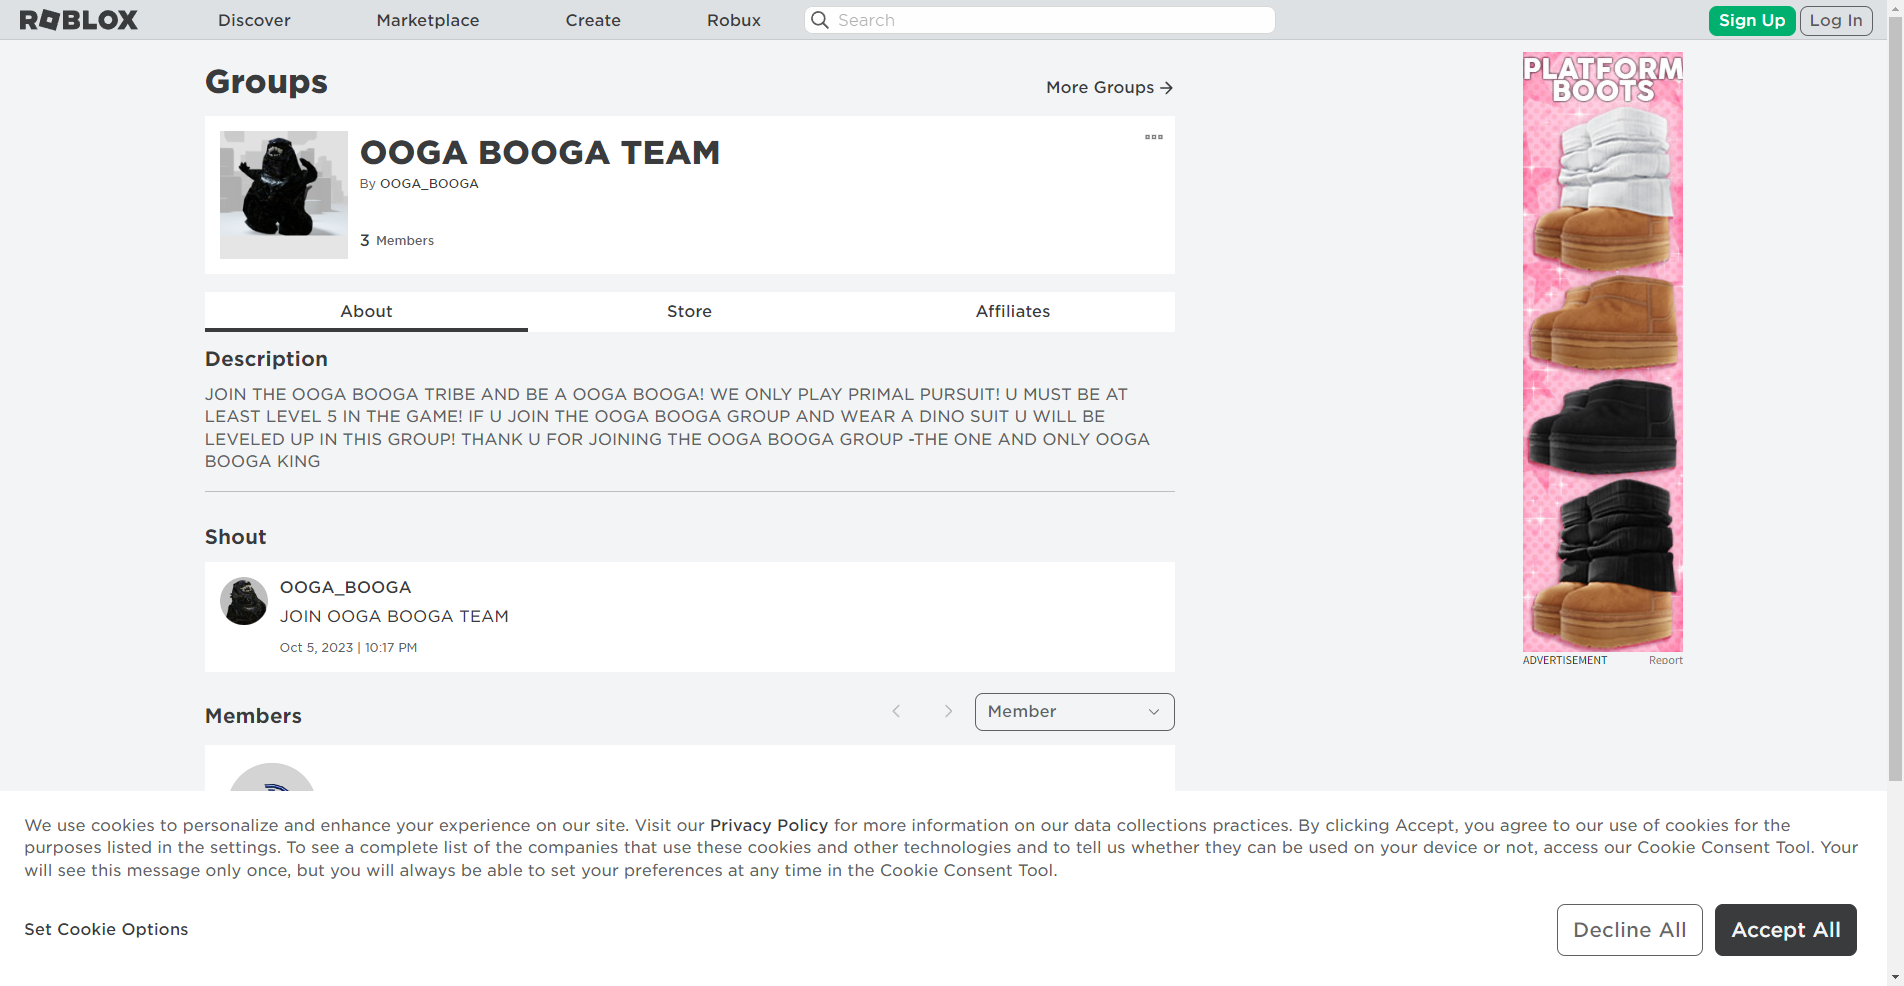 ROBLOX
Discover
Marketplace
Create
Robux
Search
Sign Up
Log In
Groups
More Groups
OOGA BOOGA TEAM
By OOGA_BOOGA
3 Members
About
Store
Affiliates
Description
JOIN THE OOGA BOOGA TRIBE AND BE A OOGA BOOGA! WE ONLY PLAY PRIMAL PURSUIT! U MUST BE AT
LEAST LEVEL 5 IN THE GAME! IF U JOIN THE OOGA BOOGA GROUP AND WEAR A DINO SUIT U WILL BE
LEVELED UP IN THIS GROUP! THANK U FOR JOINING THE OOGA BOOGA GROUP -THE ONE AND ONLY OOGA
BOOGA KING
Shout
OOGA_BOOGA
JOIN OOGA BOOGA TEAM
Oct 5, 2023 | 10:17 PM
Members
Member
PLATFORM
BOOTS
ADVERTISEMENT
Report
We use cookies to personalize and enhance your experience on our site. Visit our Privacy Policy for more information on our data collections practices. By clicking Accept, you agree to our use of cookies for the
purposes listed in the settings. To see a complete list of the companies that use these cookies and other technologies and to tell us whether they can be used on your device or not, access our Cookie Consent Tool. Your
will see this message only once, but you will always be able to set your preferences at any time in the Cookie Consent Tool.
Set Cookie Options
Decline All
Accept All